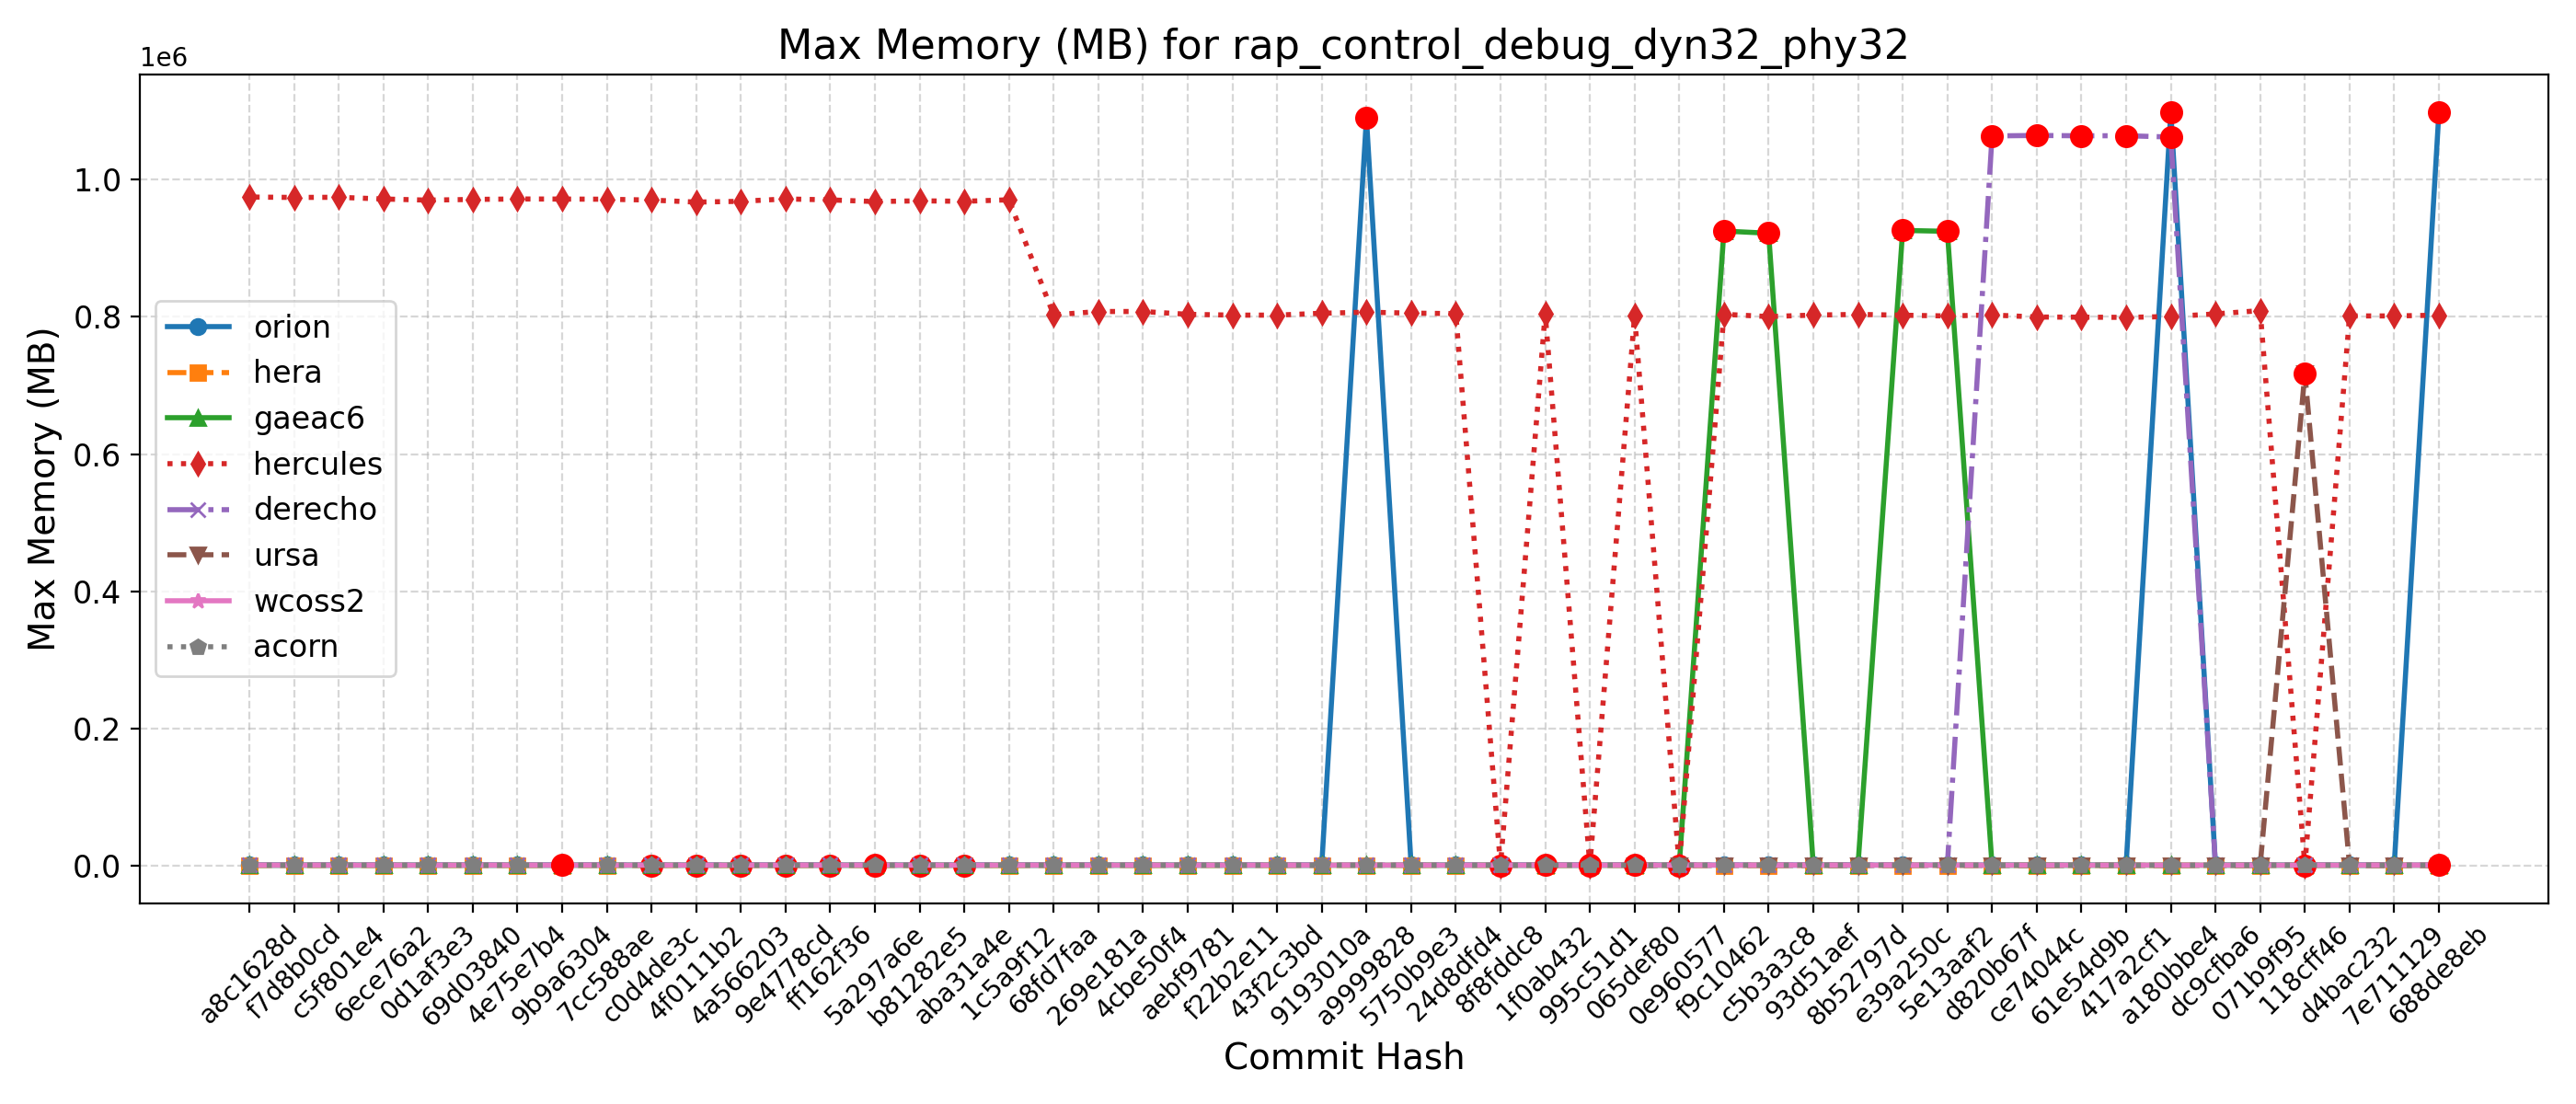 Max Memory (MB) for rap_control_debug_dyn32_phy32
1e6
Max Memory (MB)
1.0
0.8
0.6
0.4
0.2
0.0
orion
hera
gaeac6
hercules
derecho
ursa
wcoss2
acorn
a8c1628d
f7d8b0cd
c5f801e4
6ece76a2
0d1af3e3
69d03840
4e75e7b4
9b9a6304
7cc588ae
c0d4de3c
4f0111b2
4a566203
9e4778cd
ff162f36
5a297a6e
b81282e5
aba31a4e
1c5a9f12
68fd7faa
269e181a
4cbe50f4
aebf9781
f22b2e11
43f2c3bd
9193010a
a9999828
5750b9e3
24d8dfd4
8f8fddc8
1f0ab432
995c51d1
065def80
0e960577
f9c10462
c5b3a3c8
93d51aef
8b52797d
e39a250c
5e13aaf2
d820b67f
ce74044c
61e54d9b
417a2cf1
a180bbe4
dc9cfba6
071b9f95
118cff46
d4bac232
7e711129
688de8eb
Commit Hash